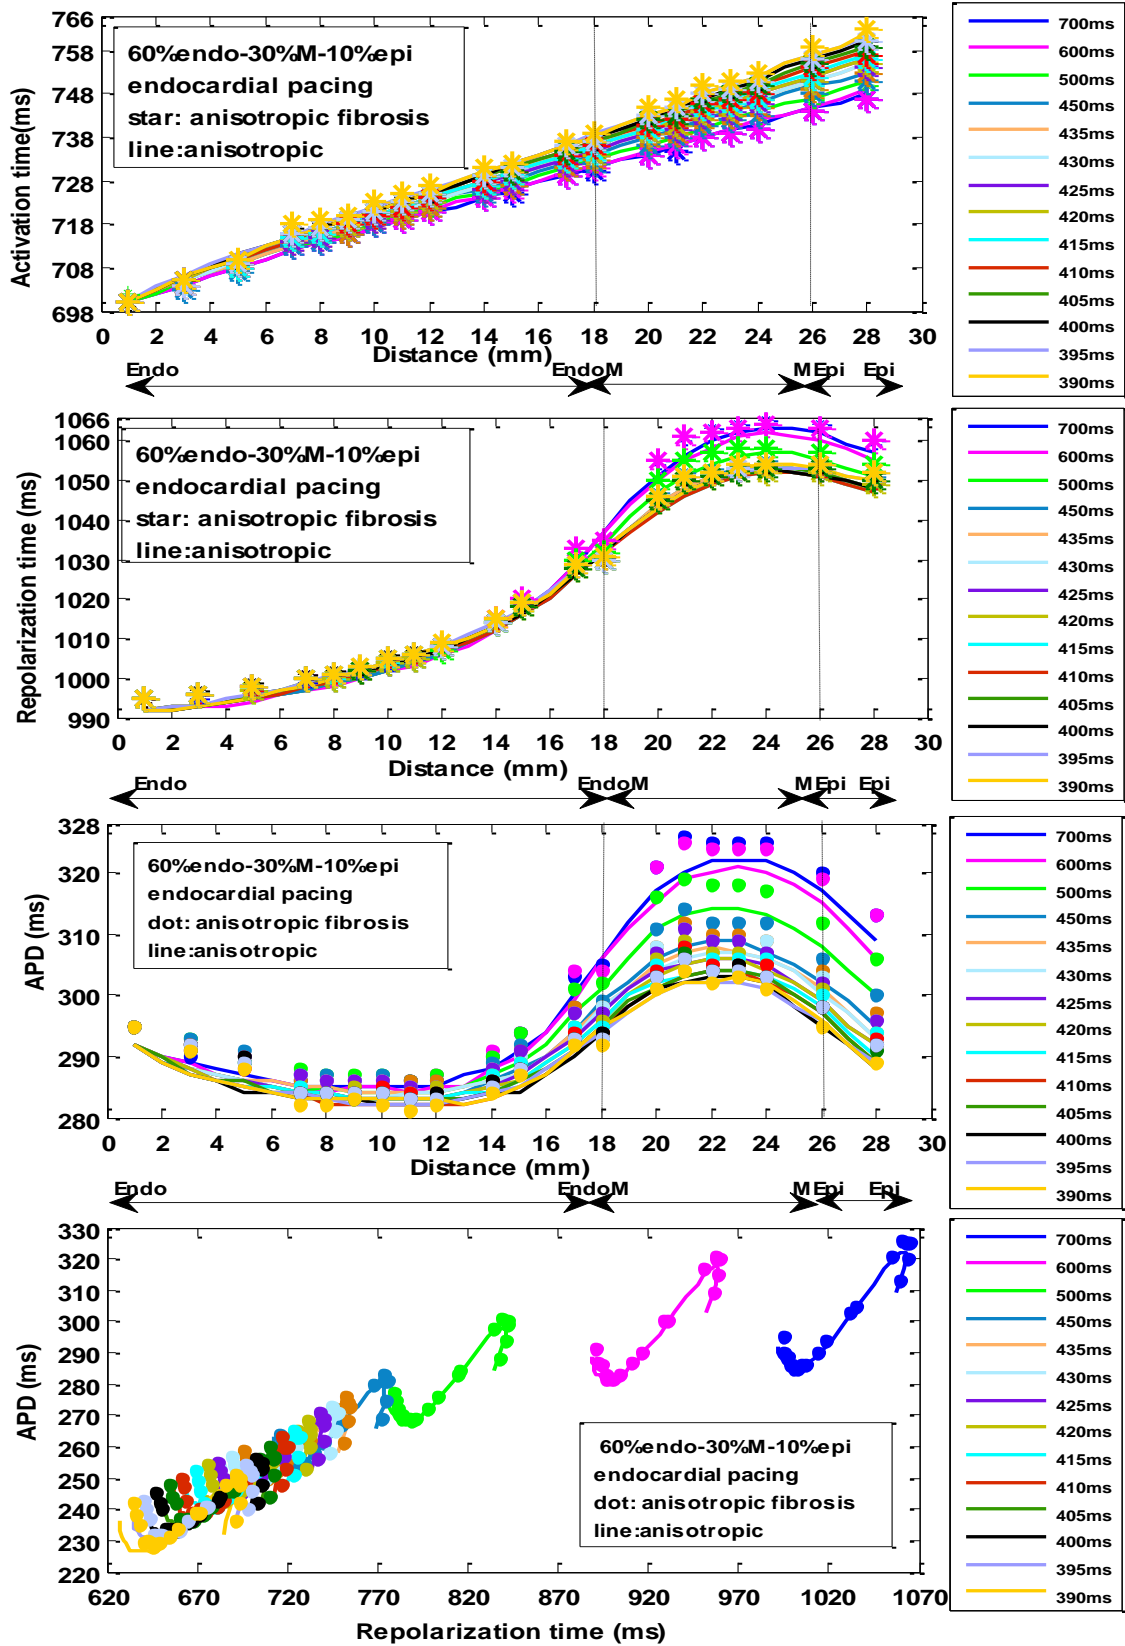 766
758
748
738
728
718
708
698
Activation time(ms)
60%endo-30%M-10%epi
endocardial pacing
star: anisotropic fibrosis
line:anisotropic
0 2 4 6 8 10 12 14 16 18 20 22 24 26 28 30
Distance (mm)
Endo EndoM M Epi Epi
700ms
600ms
500ms
450ms
435ms
430ms
425ms
420ms
415ms
410ms
405ms
400ms
395ms
390ms
1066
1060
1050
1040
1030
1020
1010
1000
990
Repolarization time (ms)
60%endo-30%M-10%epi
endocardial pacing
star: anisotropic fibrosis
line:anisotropic
0 2 4 6 8 10 12 14 16 18 20 22 24 26 28 30
Distance (mm)
Endo EndoM M Epi Epi
700ms
600ms
500ms
450ms
435ms
430ms
425ms
420ms
415ms
410ms
405ms
400ms
395ms
390ms
328
320
310
300
290
280
APD (ms)
60%endo-30%M-10%epi
endocardial pacing
dot: anisotropic fibrosis
line:anisotropic
0 2 4 6 8 10 12 14 16 18 20 22 24 26 28 30
Distance (mm)
Endo EndoM M Epi Epi
700ms
600ms
500ms
450ms
435ms
430ms
425ms
420ms
415ms
410ms
405ms
400ms
395ms
390ms
330
320
310
300
290
280
270
260
250
240
230
220
APD (ms)
60%endo-30%M-10%epi
endocardial pacing
dot: anisotropic fibrosis
line:anisotropic
620 670 720 770 820 870 920 970 1020 1070
Repolarization time (ms)
700ms
600ms
500ms
450ms
435ms
430ms
425ms
420ms
415ms
410ms
405ms
400ms
395ms
390ms